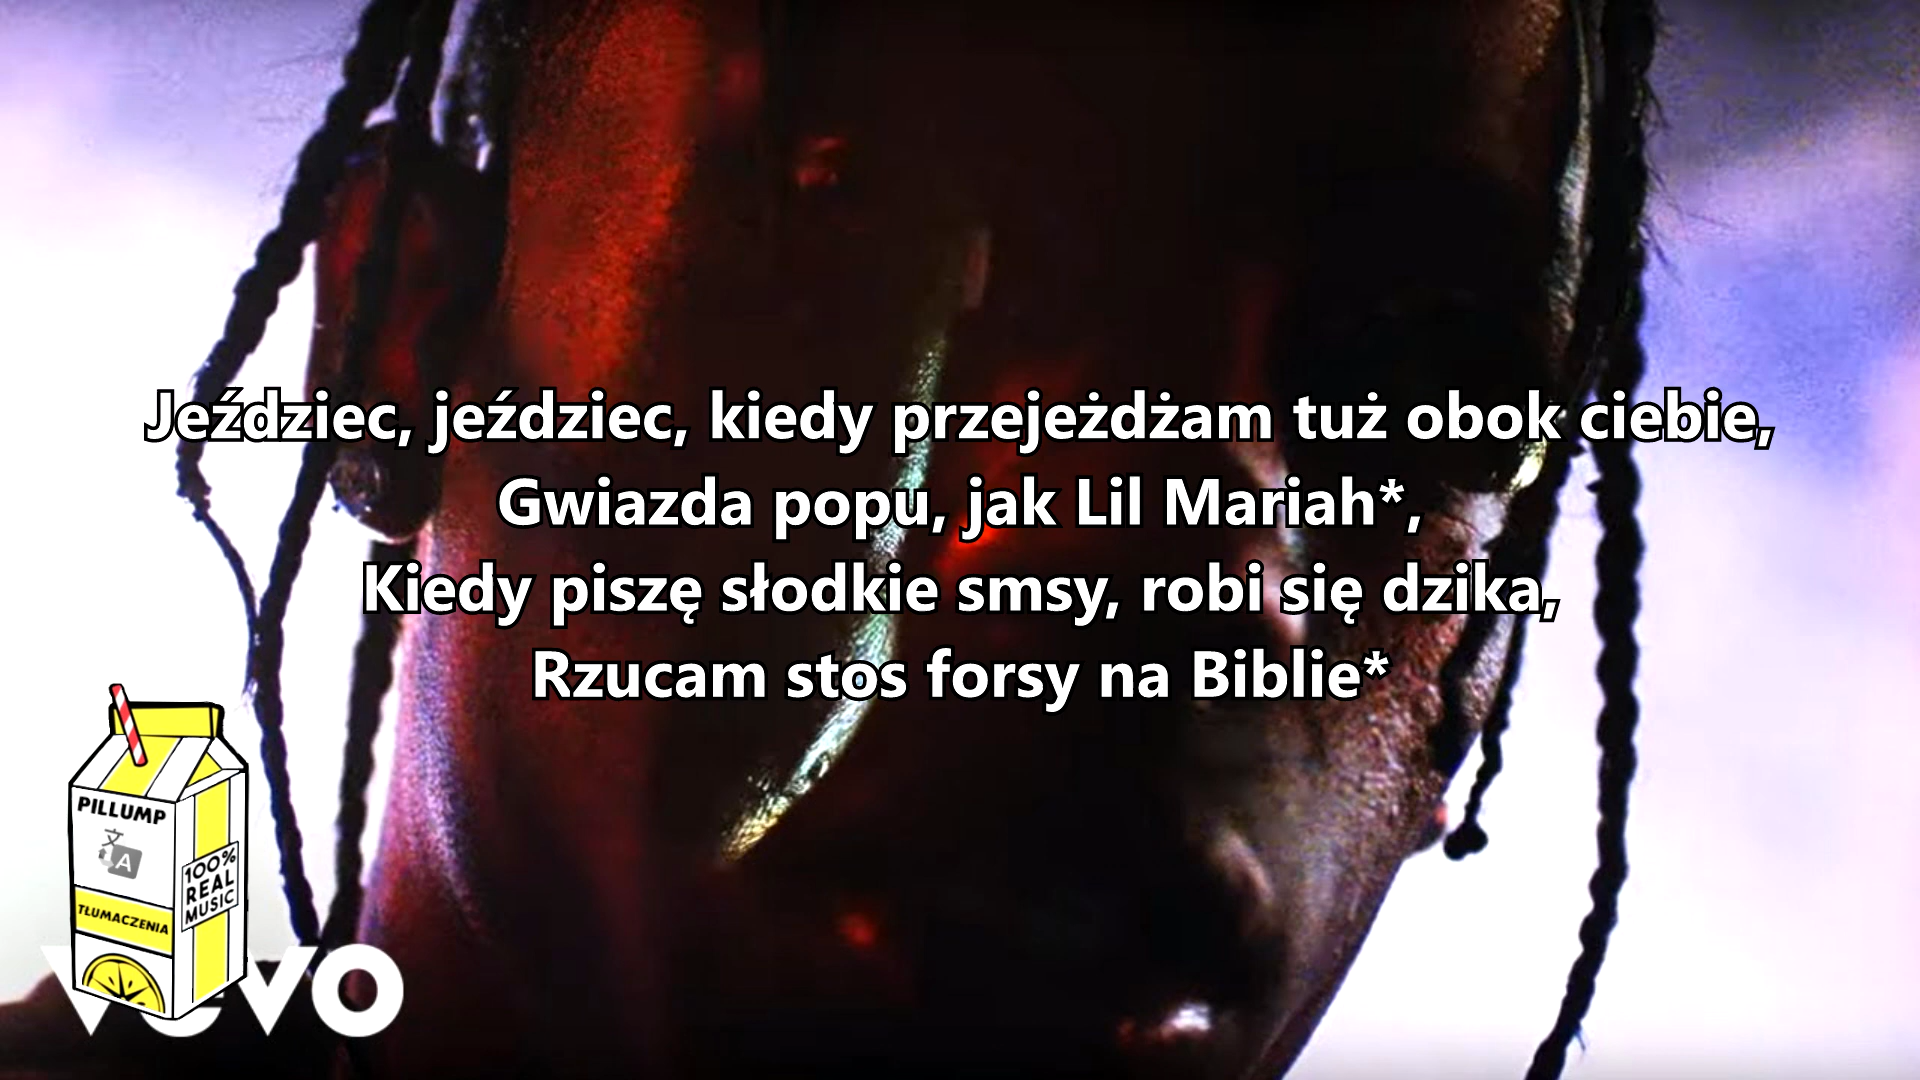 Jeździec, jeździec, kiedy przejeżdżam tuż obok ciebie,
Gwiazda popu, jak Lil Mariah*,
Kiedy piszę słodkie smsy, robi się dzika,
Rzucam stos forsy na Biblie*
PILLUMP
文
A
100%
REAL
MUSIC
TŁUMACZENIA
vevo